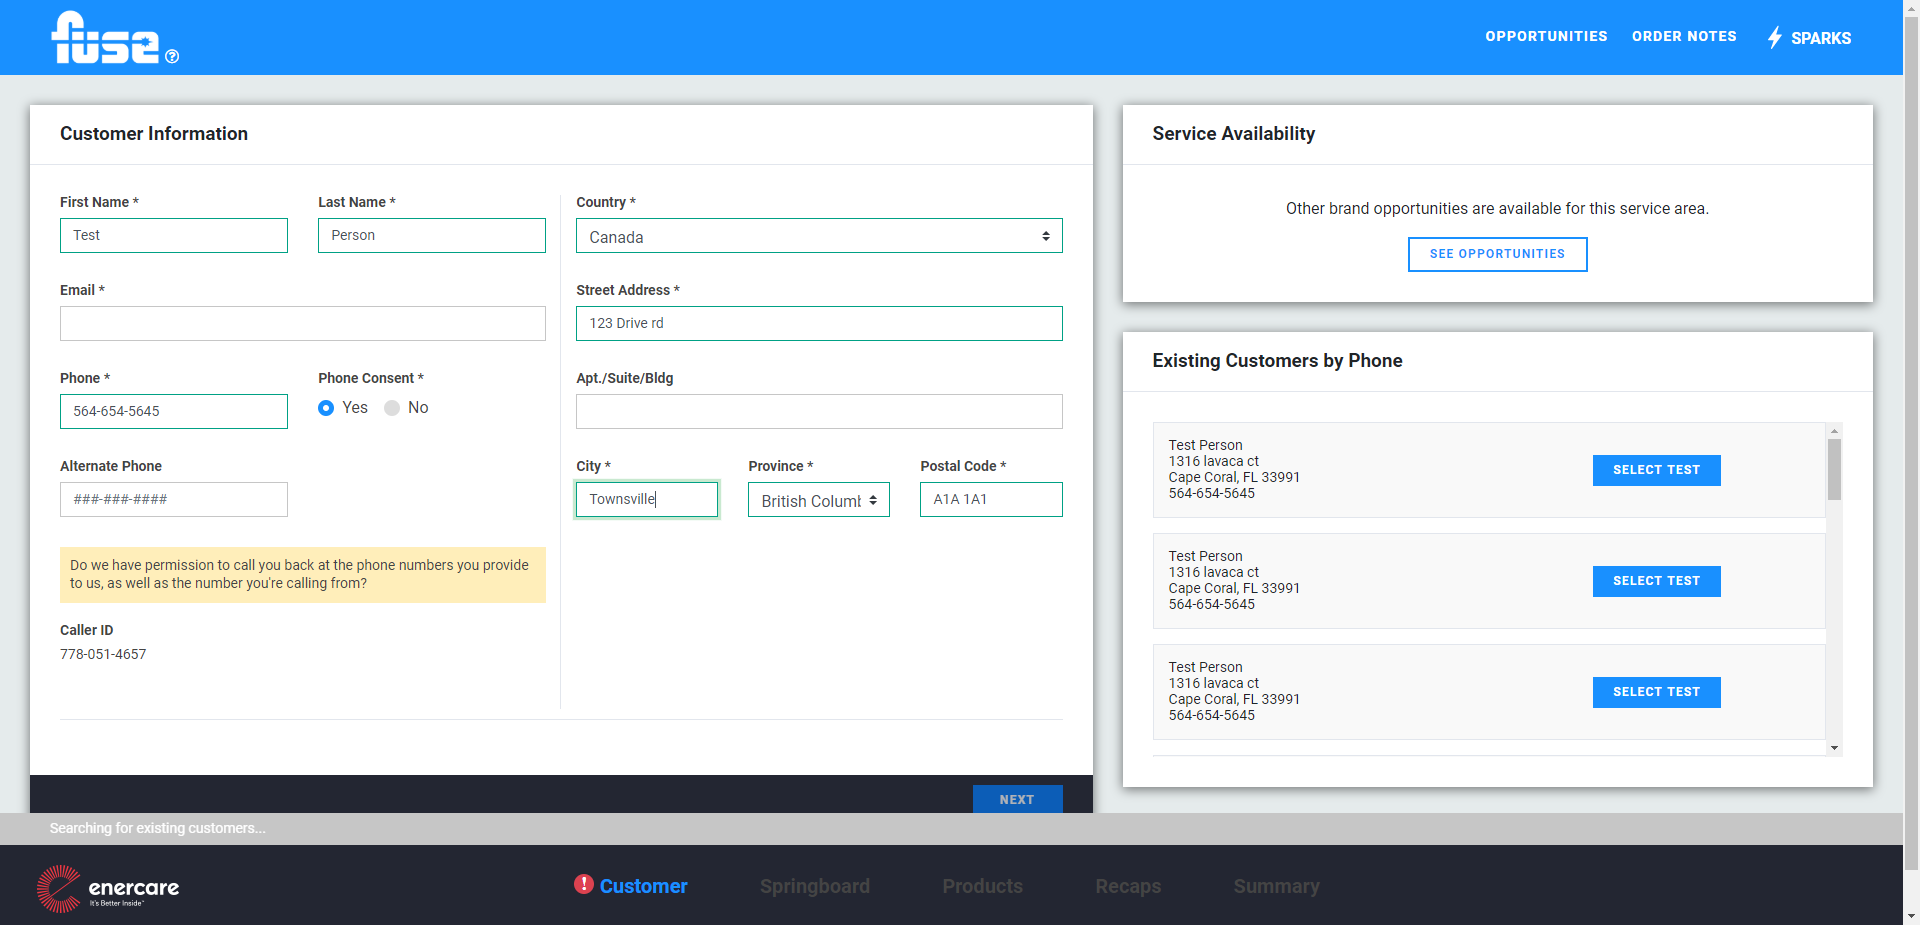 fuse
OPPORTUNITIES
ORDER NOTES
SPARKS
Customer Information
First Name *
Last Name *
Test
Person
Email *
Phone *
Phone Consent *
564-654-5645
Yes
No
Alternate Phone
###-###-####
Do we have permission to call you back at the phone numbers you provide
to us, as well as the number you're calling from?
Caller ID
778-051-4657
Country *
Canada
Street Address *
123 Drive rd
Apt./Suite/Bldg
City *
Province *
Postal Code *
Townsville
British Columb
A1A 1A1
NEXT
Service Availability
Other brand opportunities are available for this service area.
SEE OPPORTUNITIES
Existing Customers by Phone
Test Person
1316 lavaca ct
Cape Coral, FL 33991
564-654-5645
SELECT TEST
Test Person
1316 lavaca ct
Cape Coral, FL 33991
564-654-5645
SELECT TEST
Test Person
1316 lavaca ct
Cape Coral, FL 33991
564-654-5645
SELECT TEST
Searching for existing customers...
enercare
It's Better Inside™
Customer
Springboard
Products
Recaps
Summary